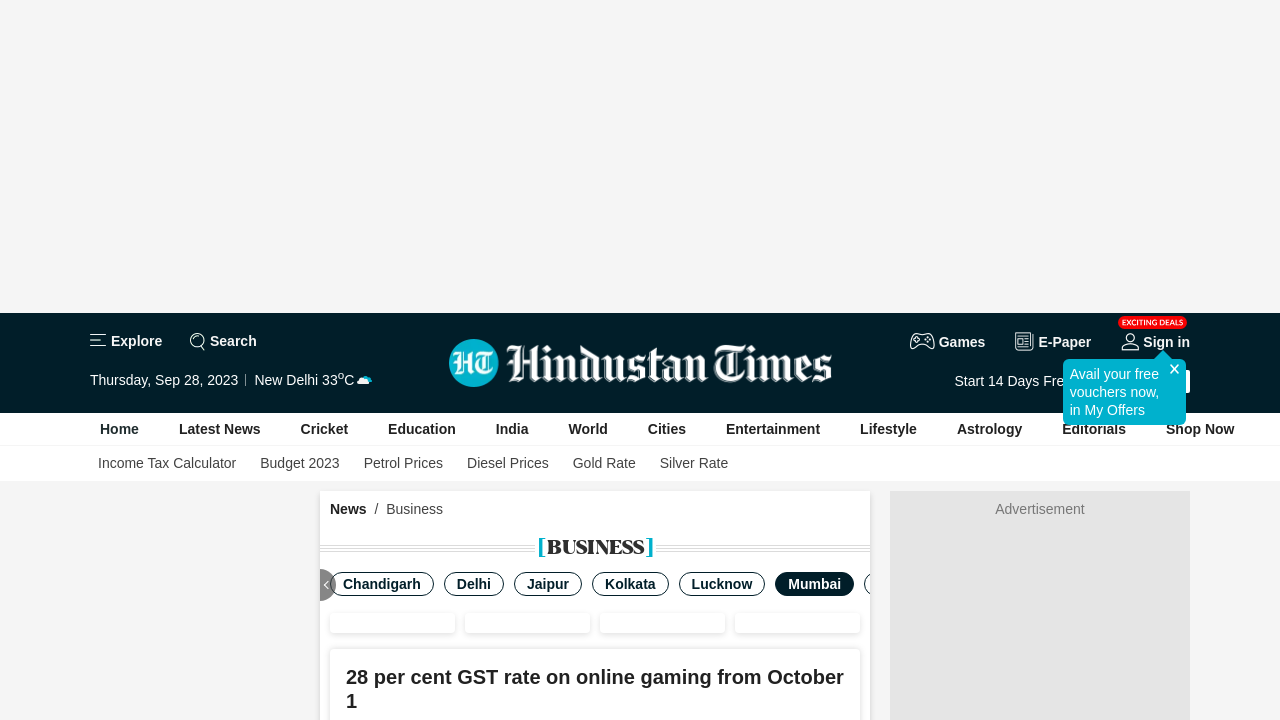 Explore
Search
HT Hindustan Times
Games
E-Paper
EXCITING DEALS
Sign in
Thursday, Sep 28, 2023
New Delhi 33oC
Start 14 Days Fre
Avail your free
vouchers now,
in My Offers
Home
Latest News
Cricket
Education
India
World
Cities
Entertainment
Lifestyle
Astrology
Editorials
Shop Now
Income Tax Calculator
Budget 2023
Petrol Prices
Diesel Prices
Gold Rate
Silver Rate
News / Business
Advertisement
[BUSINESS]
Chandigarh
Delhi
Jaipur
Kolkata
Lucknow
Mumbai
28 per cent GST rate on online gaming from October
1